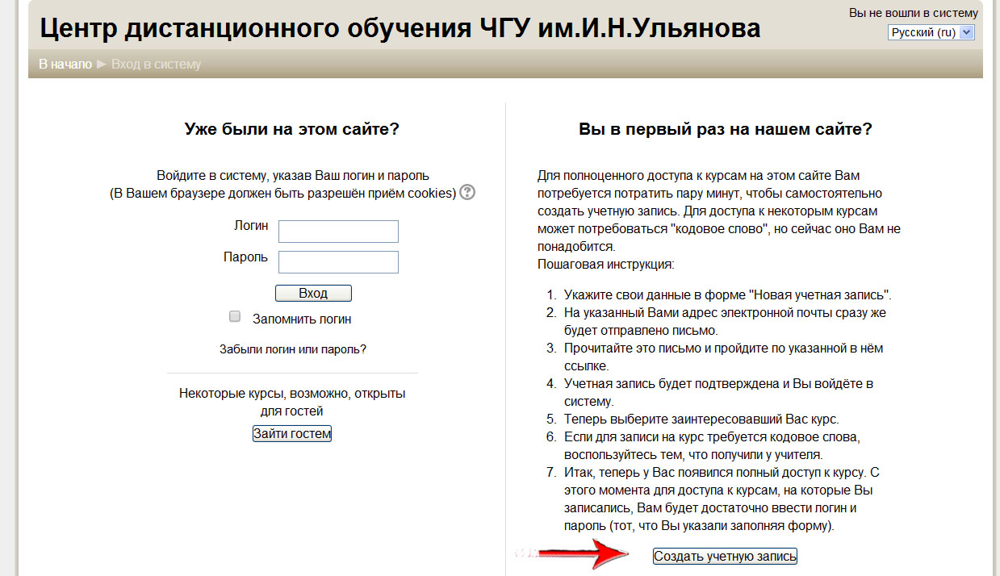 Вы не вошли в систему
Центр дистанционного обучения ЧГУ им.И.Н.Ульянова
Русский (ru)
В начало ► Вход в систему
Уже были на этом сайте?
Войдите в систему, указав Ваш логин и пароль
(В Вашем браузере должен быть разрешён приём cookies) ?
Логин
Пароль
Вход
Запомнить логин
Забыли логин или пароль?
Некоторые курсы, возможно, открыты
для гостей
Зайти гостем
Вы в первый раз на нашем сайте?
Для полноценного доступа к курсам на этом сайте Вам
потребуется потратить пару минут, чтобы самостоятельно
создать учетную запись. Для доступа к некоторым курсам
может потребоваться "кодовое слово", но сейчас оно Вам не
понадобится.
Пошаговая инструкция:
1. Укажите свои данные в форме "Новая учетная запись".
2. На указанный Вами адрес электронной почты сразу же
будет отправлено письмо.
3. Прочитайте это письмо и пройдите по указанной в нём
ссылке.
4. Учетная запись будет подтверждена и Вы войдёте в
систему.
5. Теперь выберите заинтересовавший Вас курс.
6. Если для записи на курс требуется кодовое слова,
воспользуйтесь тем, что получили у учителя.
7. Итак, теперь у Вас появился полный доступ к курсу. С
этого момента для доступа к курсам, на которые Вы
записались, Вам будет достаточно ввести логин и
пароль (тот, что Вы указали заполняя форму).
Создать учетную запись